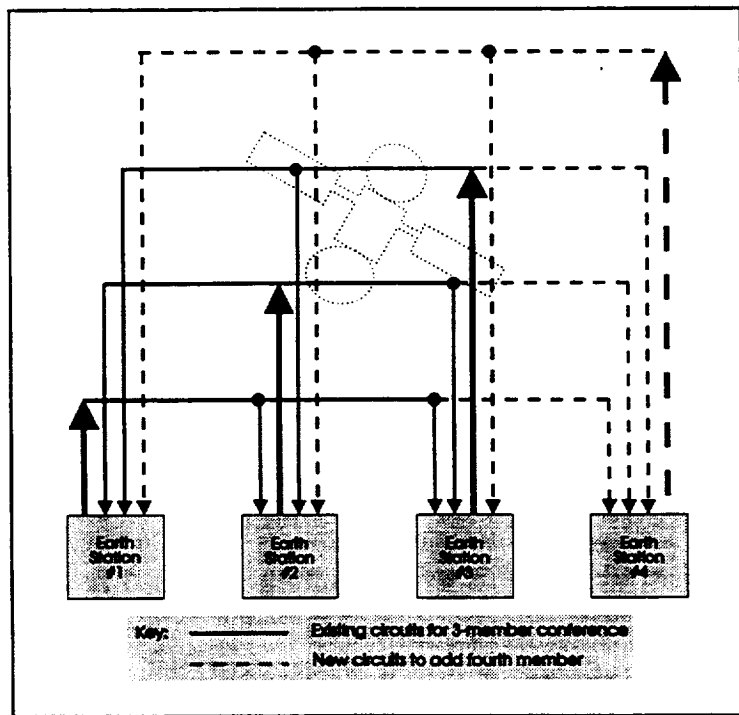 Earth
Station
#1
Earth
Station
#2
Earth
Station
#3
Earth
Station
#4
Key:
Existing circuits for 3-member conference
New circuits to add fourth member